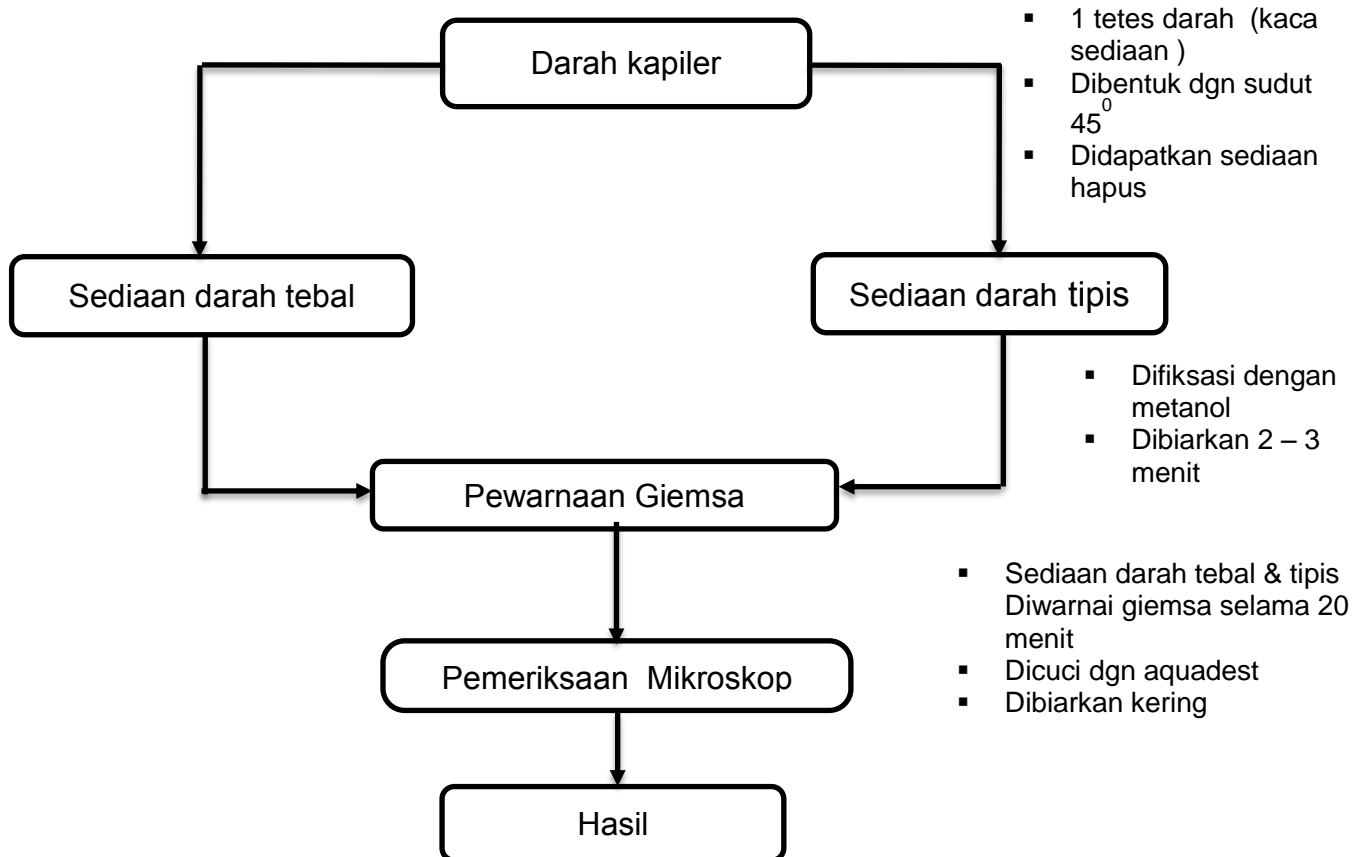 Darah kapiler
▪ 1 tetes darah (kaca
sediaan )
▪ Dibentuk dgn sudut
45⁰
▪ Didapatkan sediaan
hapus
Sediaan darah tebal
Sediaan darah tipis
▪ Difiksasi dengan
metanol
▪ Dibiarkan 2 – 3
menit
Pewarnaan Giemsa
▪ Sediaan darah tebal & tipis
Diwarnai giemsa selama 20
menit
▪ Dicuci dgn aquadest
▪ Dibiarkan kering
Pemeriksaan Mikroskop
Hasil